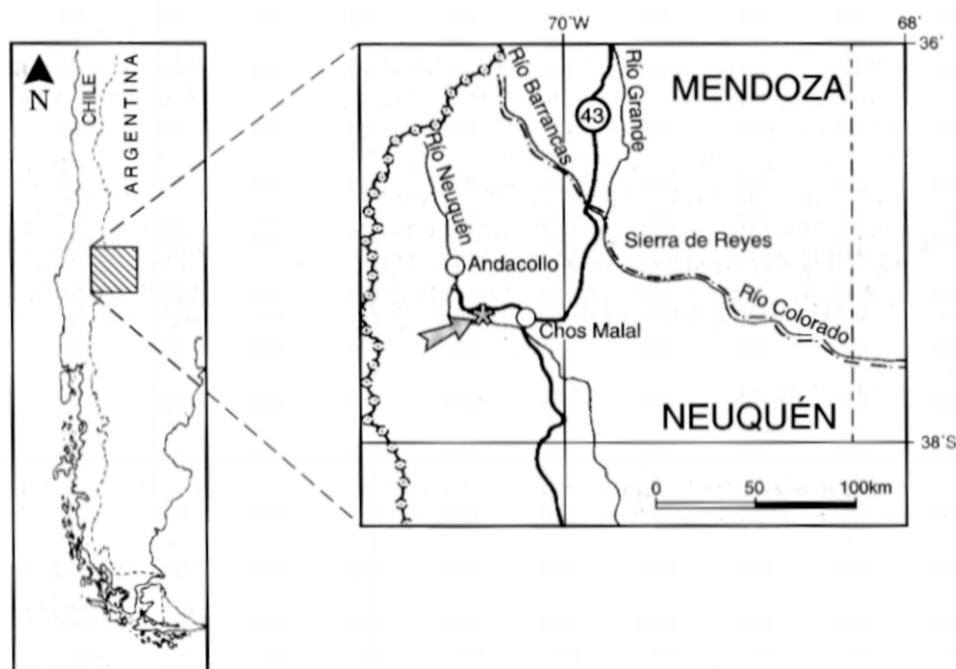 N
CHILE
ARGENTINA
70°W
68°
36°
Río Barrancas
43
Río Grande
MENDOZA
Río Neuquén
Sierra de Reyes
Andacollo
Río Colorado
Chos Malal
NEUQUÉN
38°S
0 50 100km